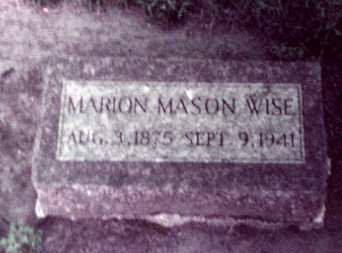 MARION MASON WISE
AUG. 3, 1875 SEPT. 9, 1941